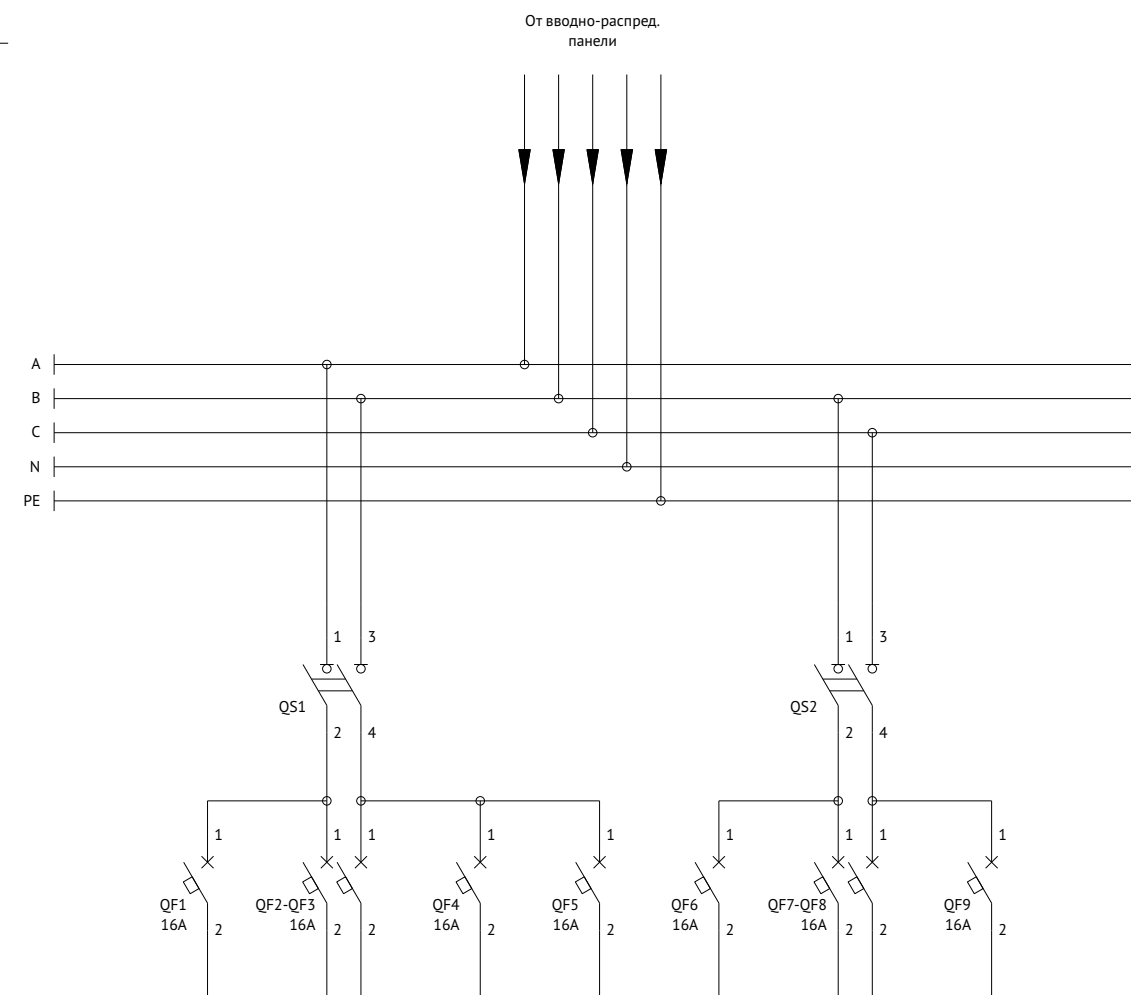 От вводно-распред.
панели
A
B
C
N
PE
1 3 1 3
QS1 QS2
2 4 2 4
1 1 1 1 1 1 1 1 1
QF1 QF2-QF3 QF4 QF5 QF6 QF7-QF8 QF9
16A 16A 16A 16A 16A 16A 16A
2 2 2 2 2 2 2 2 2